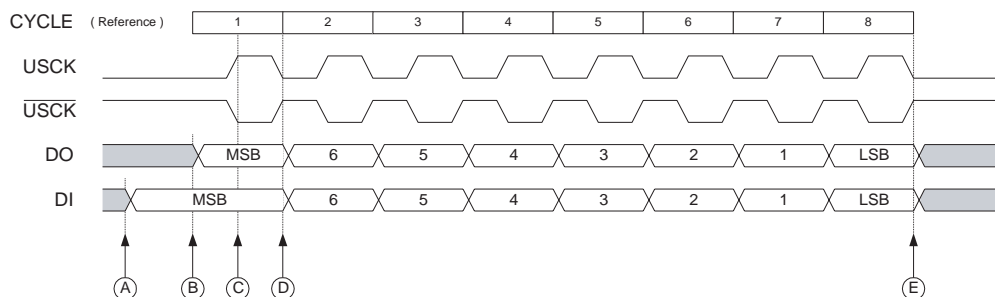 CYCLE ( Reference ) 1 2 3 4 5 6 7 8
USCK
USCK
DO MSB 6 5 4 3 2 1 LSB
DI MSB 6 5 4 3 2 1 LSB
A B C D E